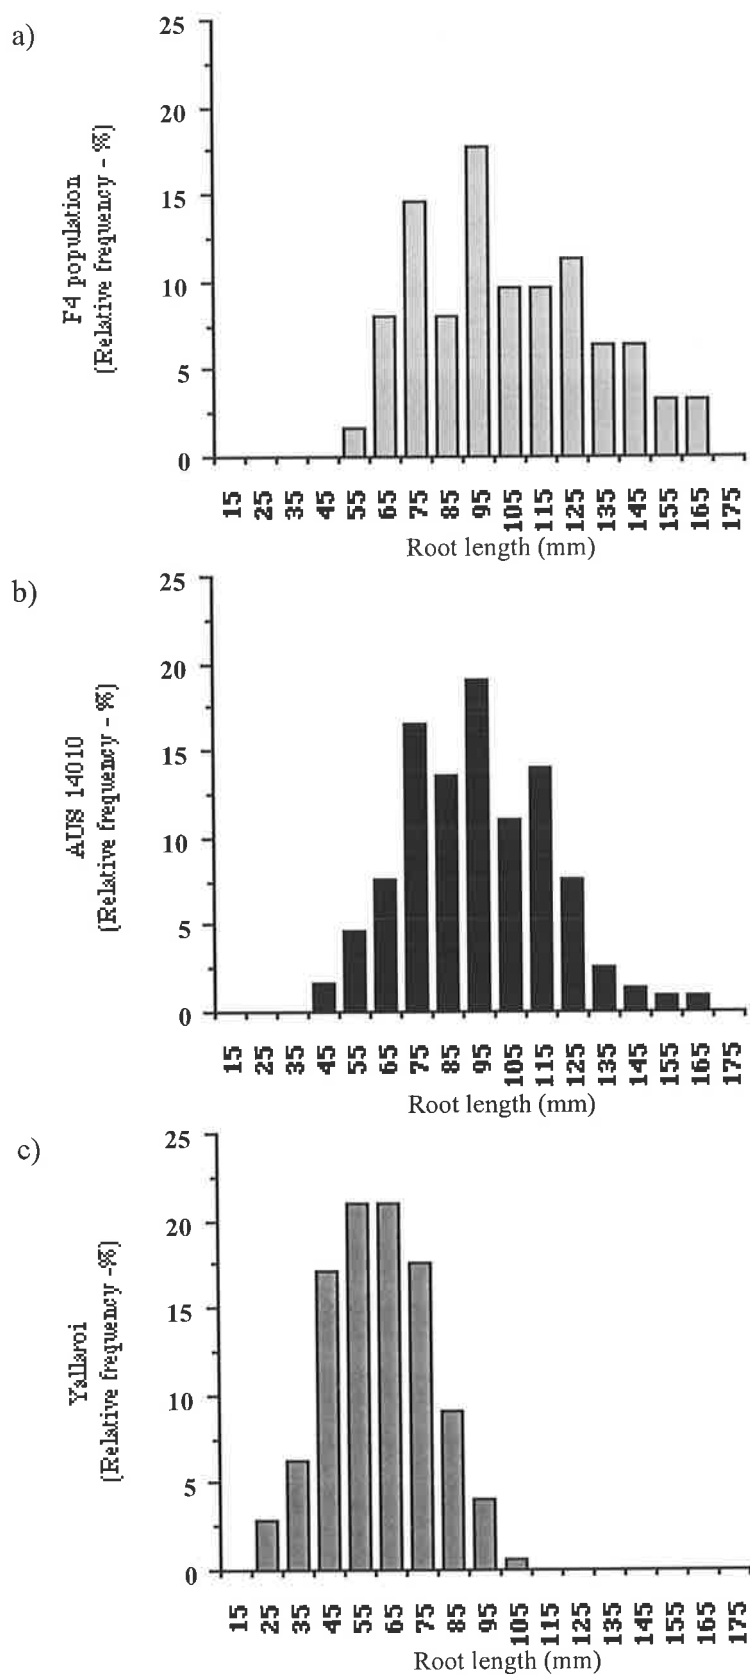 a)
F4 population
(Relative frequency - %)
25
20
15
10
5
0
15 25 35 45 55 65 75 85 95 105 115 125 135 145 155 165 175
Root length (mm)
b)
AUS 14010
(Relative frequency - %)
25
20
15
10
5
0
15 25 35 45 55 65 75 85 95 105 115 125 135 145 155 165 175
Root length (mm)
c)
Yallaroi
(Relative frequency -%)
25
20
15
10
5
0
15 25 35 45 55 65 75 85 95 105 115 125 135 145 155 165 175
Root length (mm)